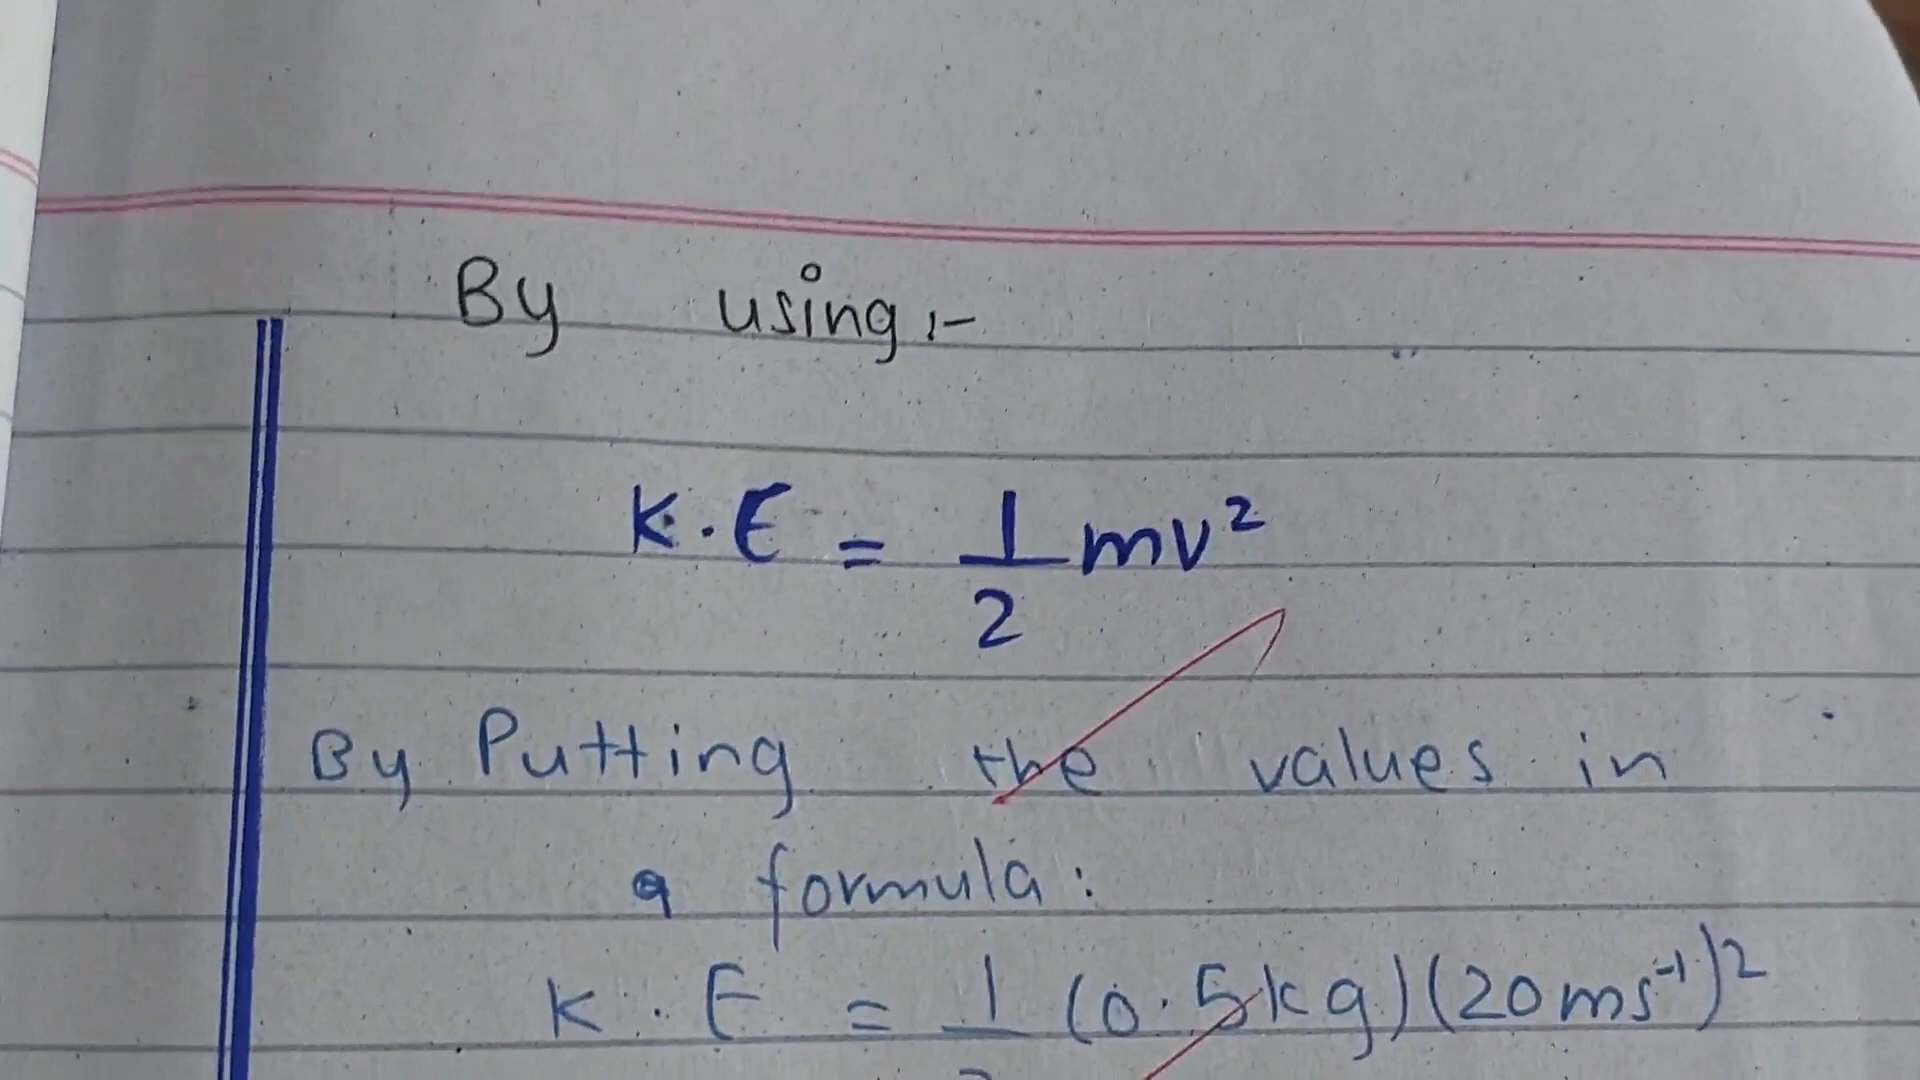 By using:-
K.E = 1/2 mv²
By Putting the values in
a formula:
K.E = 1/2 (0.5kg)(20ms⁻¹)²